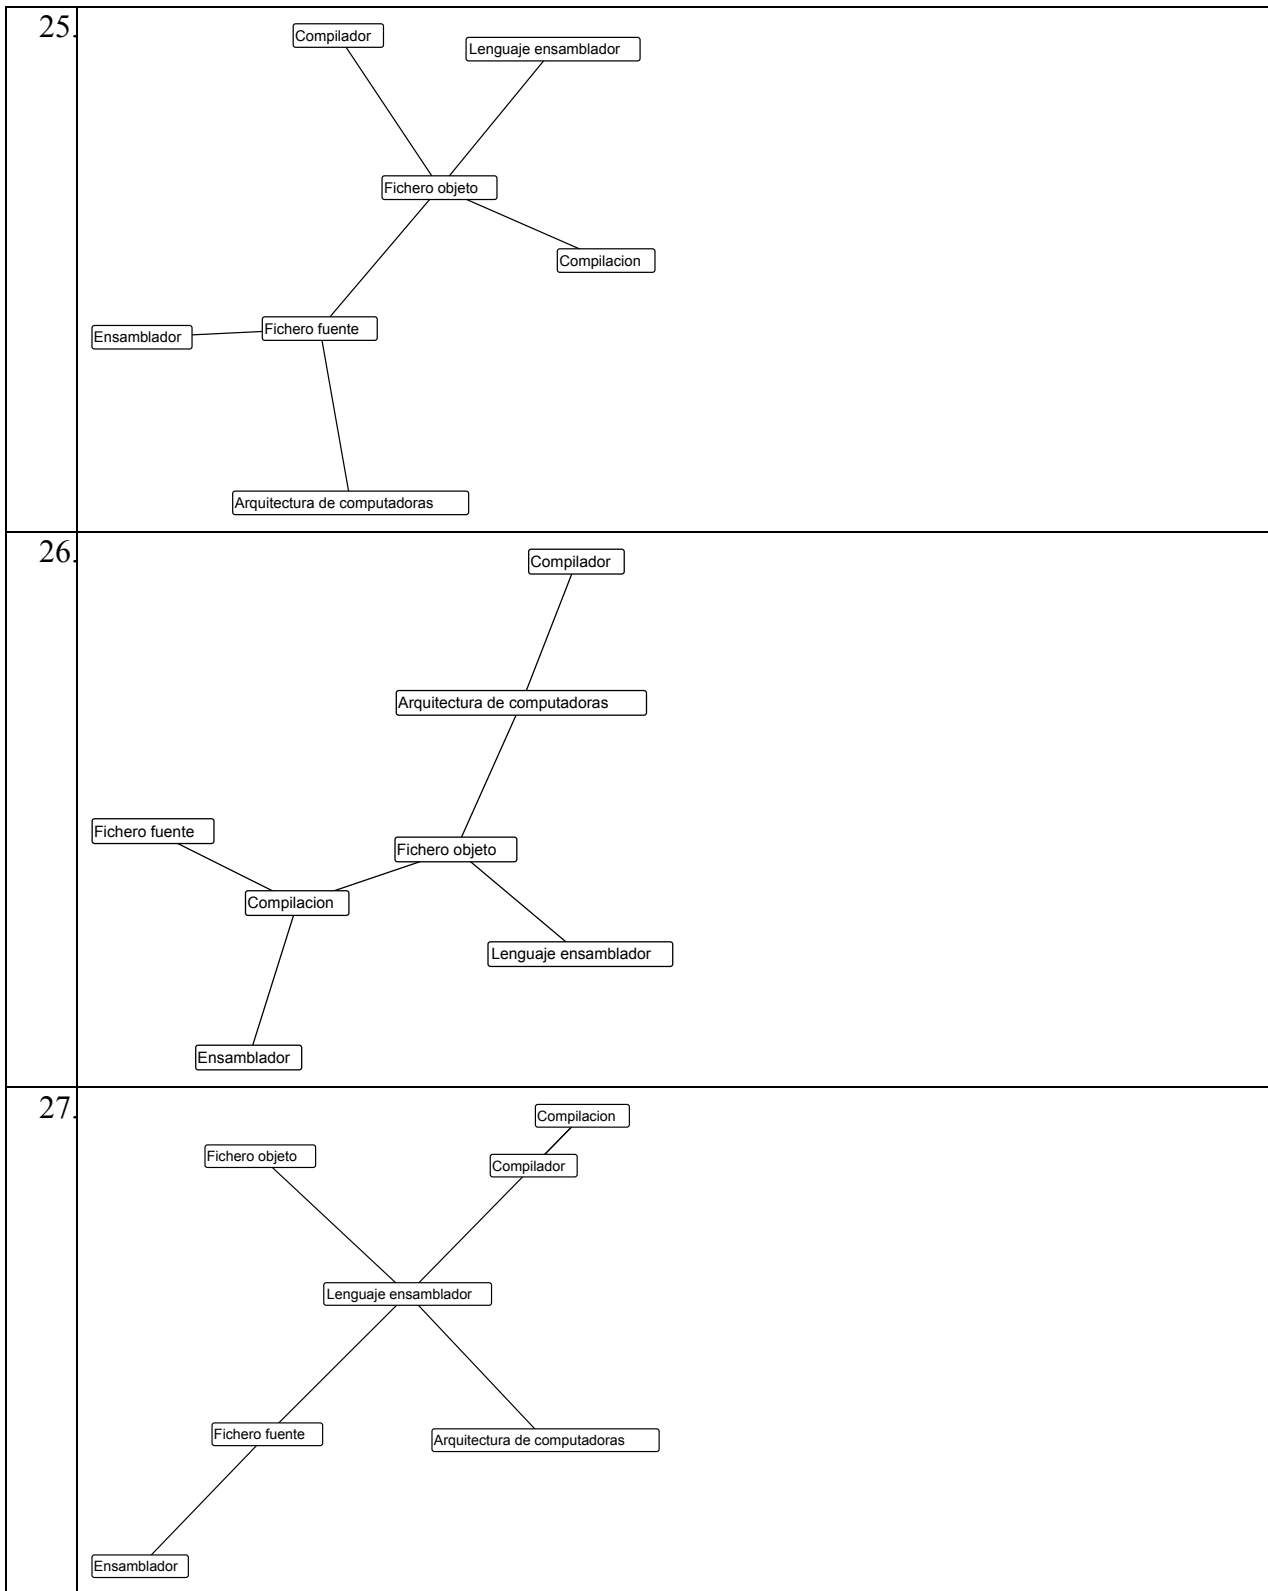 25.
Compilador
Lenguaje ensamblador
Fichero objeto
Compilacion
Fichero fuente
Ensamblador
Arquitectura de computadoras
26.
Compilador
Arquitectura de computadoras
Fichero fuente
Fichero objeto
Compilacion
Lenguaje ensamblador
Ensamblador
27.
Compilacion
Fichero objeto
Compilador
Lenguaje ensamblador
Fichero fuente
Arquitectura de computadoras
Ensamblador